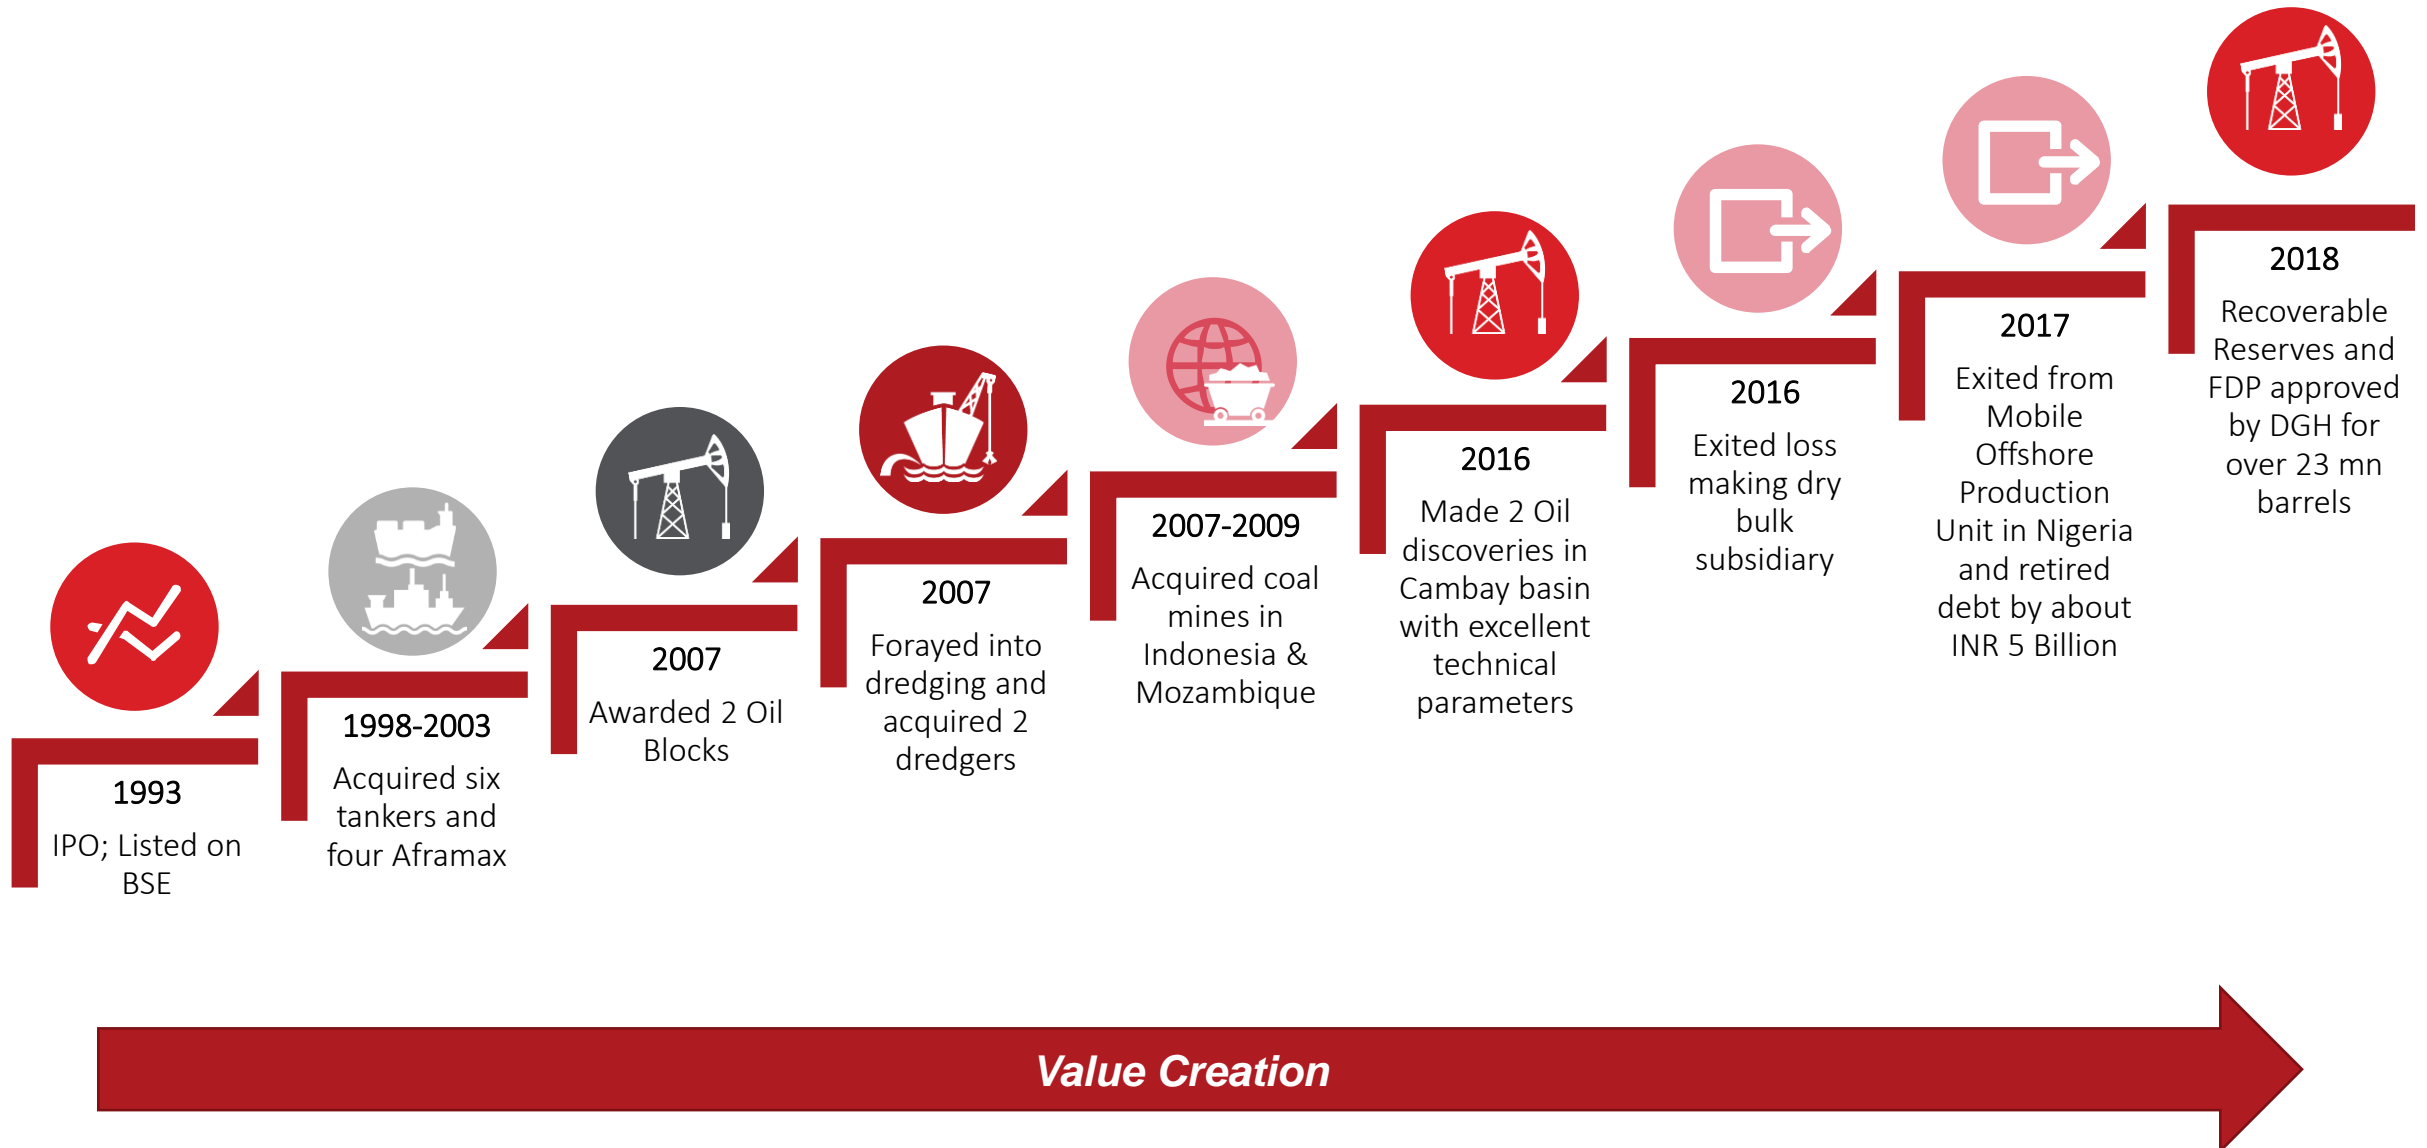 1993
IPO; Listed on
BSE
1998-2003
Acquired six
tankers and
four Aframax
2007
Awarded 2 Oil
Blocks
2007
Forayed into
dredging and
acquired 2
dredgers
2007-2009
Acquired coal
mines in
Indonesia &
Mozambique
2016
Made 2 Oil
discoveries in
Cambay basin
with excellent
technical
parameters
2016
Exited loss
making dry
bulk
subsidiary
2017
Exited from
Mobile
Offshore
Production
Unit in Nigeria
and retired
debt by about
INR 5 Billion
2018
Recoverable
Reserves and
FDP approved
by DGH for
over 23 mn
barrels
Value Creation